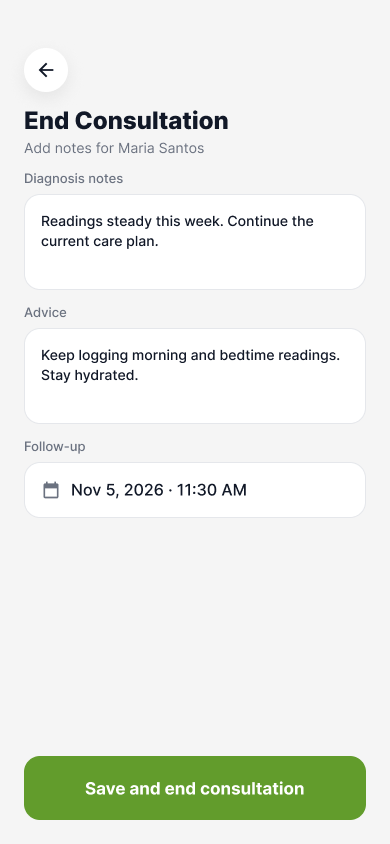 End Consultation
Add notes for Maria Santos
Diagnosis notes
Readings steady this week. Continue the
current care plan.
Advice
Keep logging morning and bedtime readings.
Stay hydrated.
Follow-up
Nov 5, 2026 · 11:30 AM
Save and end consultation